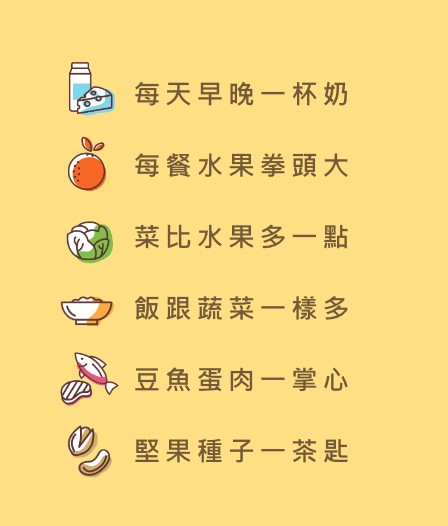 每天早晚一杯奶
每餐水果拳頭大
菜比水果多一點
飯跟蔬菜一樣多
豆魚蛋肉一掌心
堅果種子一茶匙